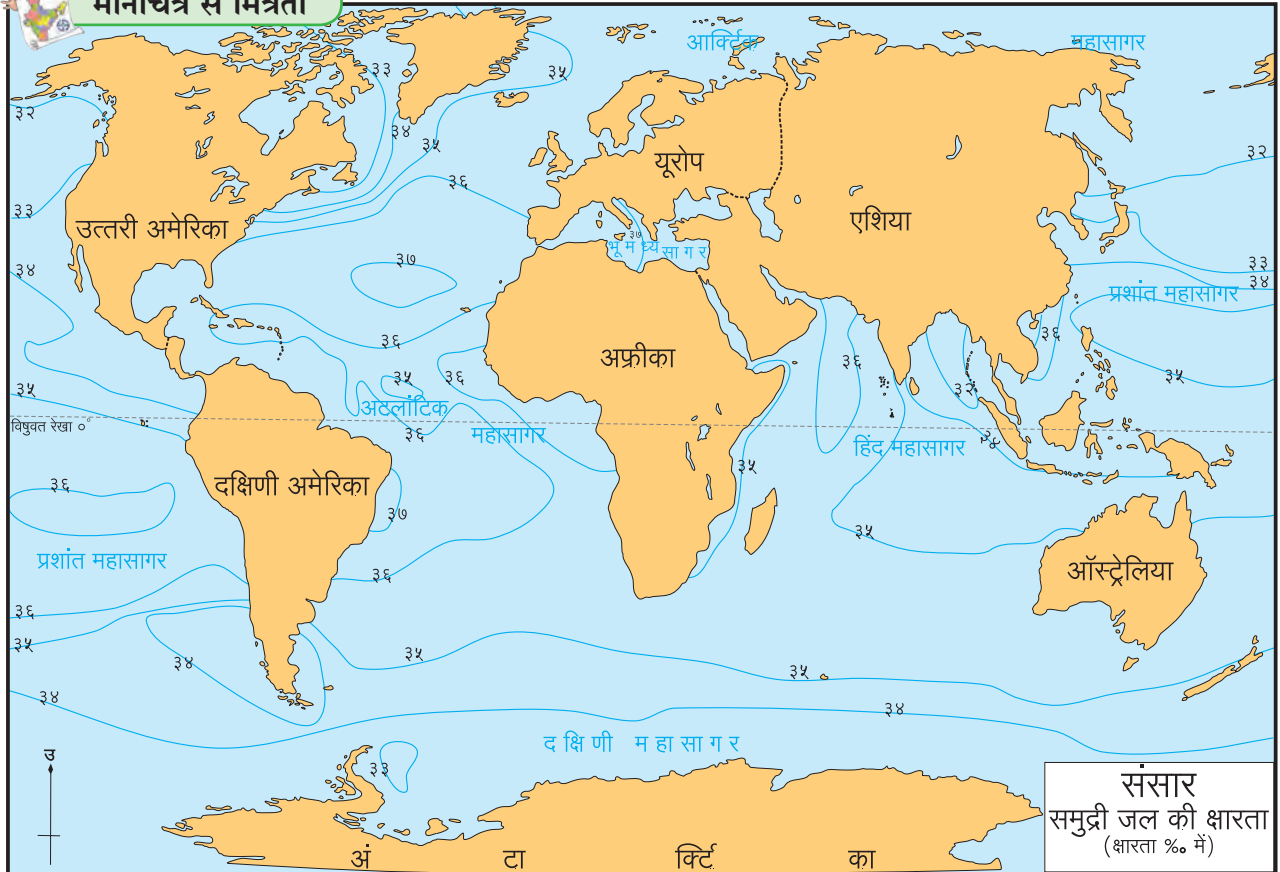 मानचित्र से मित्रता
आर्क्टिक महासागर
३३
३५
३२
३४
३५
३६
३२
यूरोप
३३
उत्तरी अमेरिका
एशिया
३७
भूमध्य सागर
३७
३३
३४
३४
प्रशांत महासागर
३६
३६
३६
३५
३६
३५
३५
३२
अटलांटिक
महासागर
अफ्रीका
विषुवत रेखा ०°
३६
हिंद महासागर
३४
३५
३६
दक्षिणी अमेरिका
३७
३५
प्रशांत महासागर
३६
ऑस्ट्रेलिया
३६
३५
३४
३५
३५
३४
३४
दक्षिणी महासागर
उ
३३
अंटार्क्टिका
संसार
समुद्री जल की क्षारता
(क्षारता ‰ में)